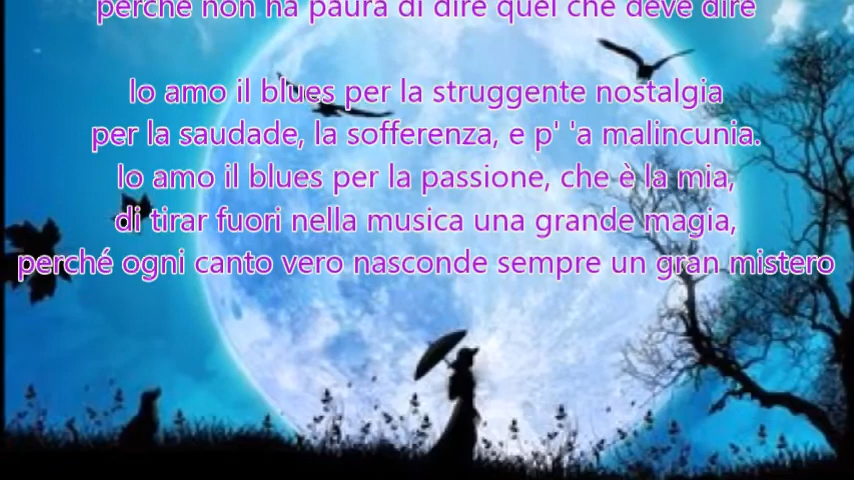 perché non ha paura di dire quel che deve dire
Io amo il blues per la struggente nostalgia
per la saudade, la sofferenza, e p' 'a malincunia.
Io amo il blues per la passione, che è la mia,
di tirar fuori nella musica una grande magia,
perché ogni canto vero nasconde sempre un gran mistero